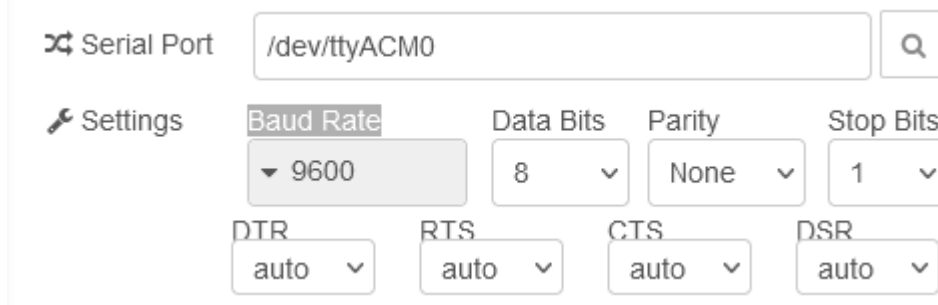 Serial Port /dev/ttyACM0
Settings Baud Rate Data Bits Parity Stop Bits
9600 8 None 1
DTR RTS CTS DSR
auto auto auto auto